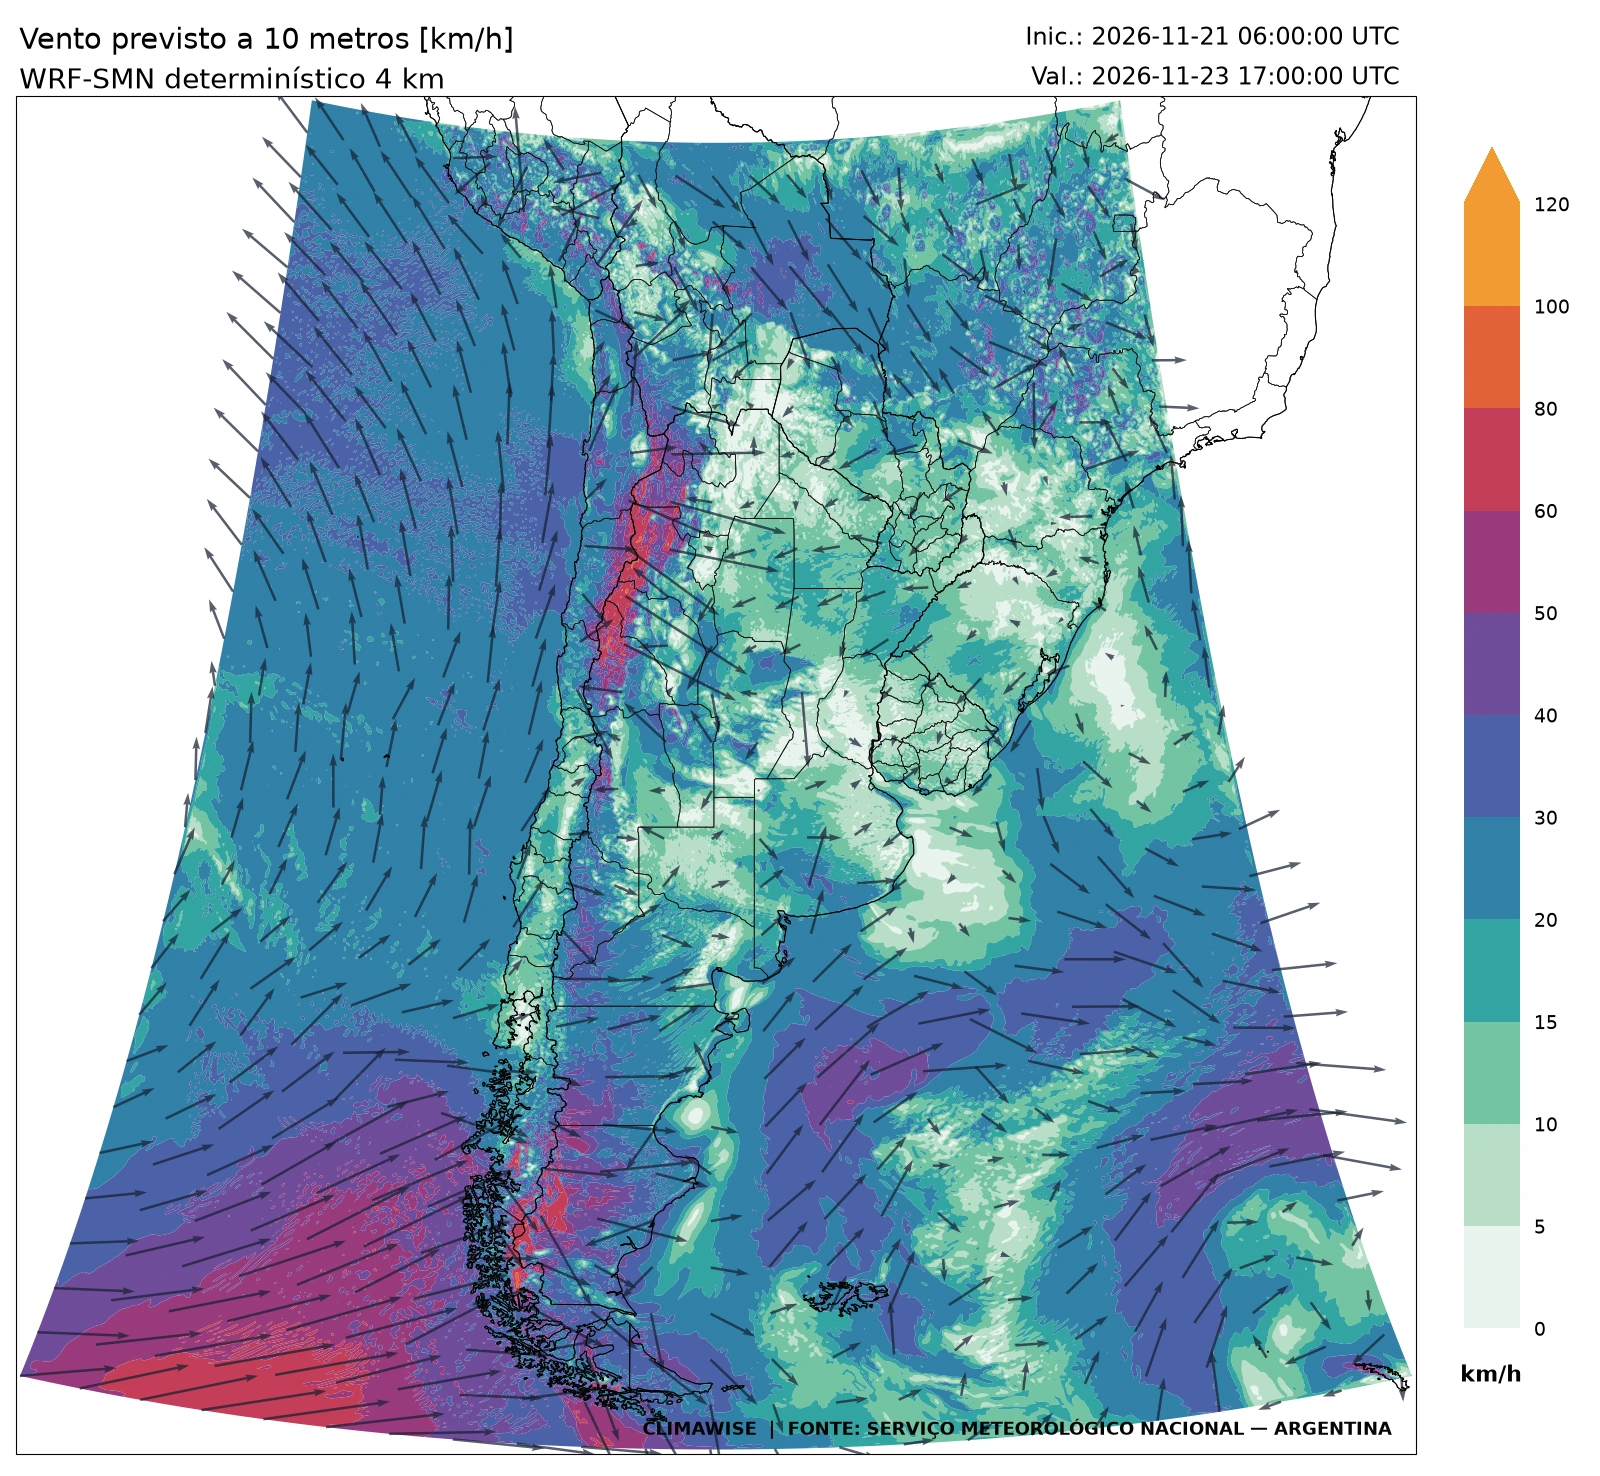 Vento previsto a 10 metros [km/h]
WRF-SMN determinístico 4 km
Inic.: 2026-11-21 06:00:00 UTC
Val.: 2026-11-23 17:00:00 UTC
120
100
80
60
50
40
30
20
15
10
5
0
km/h
CLIMAWISE | FONTE: SERVIÇO METEOROLÓGICO NACIONAL — ARGENTINA